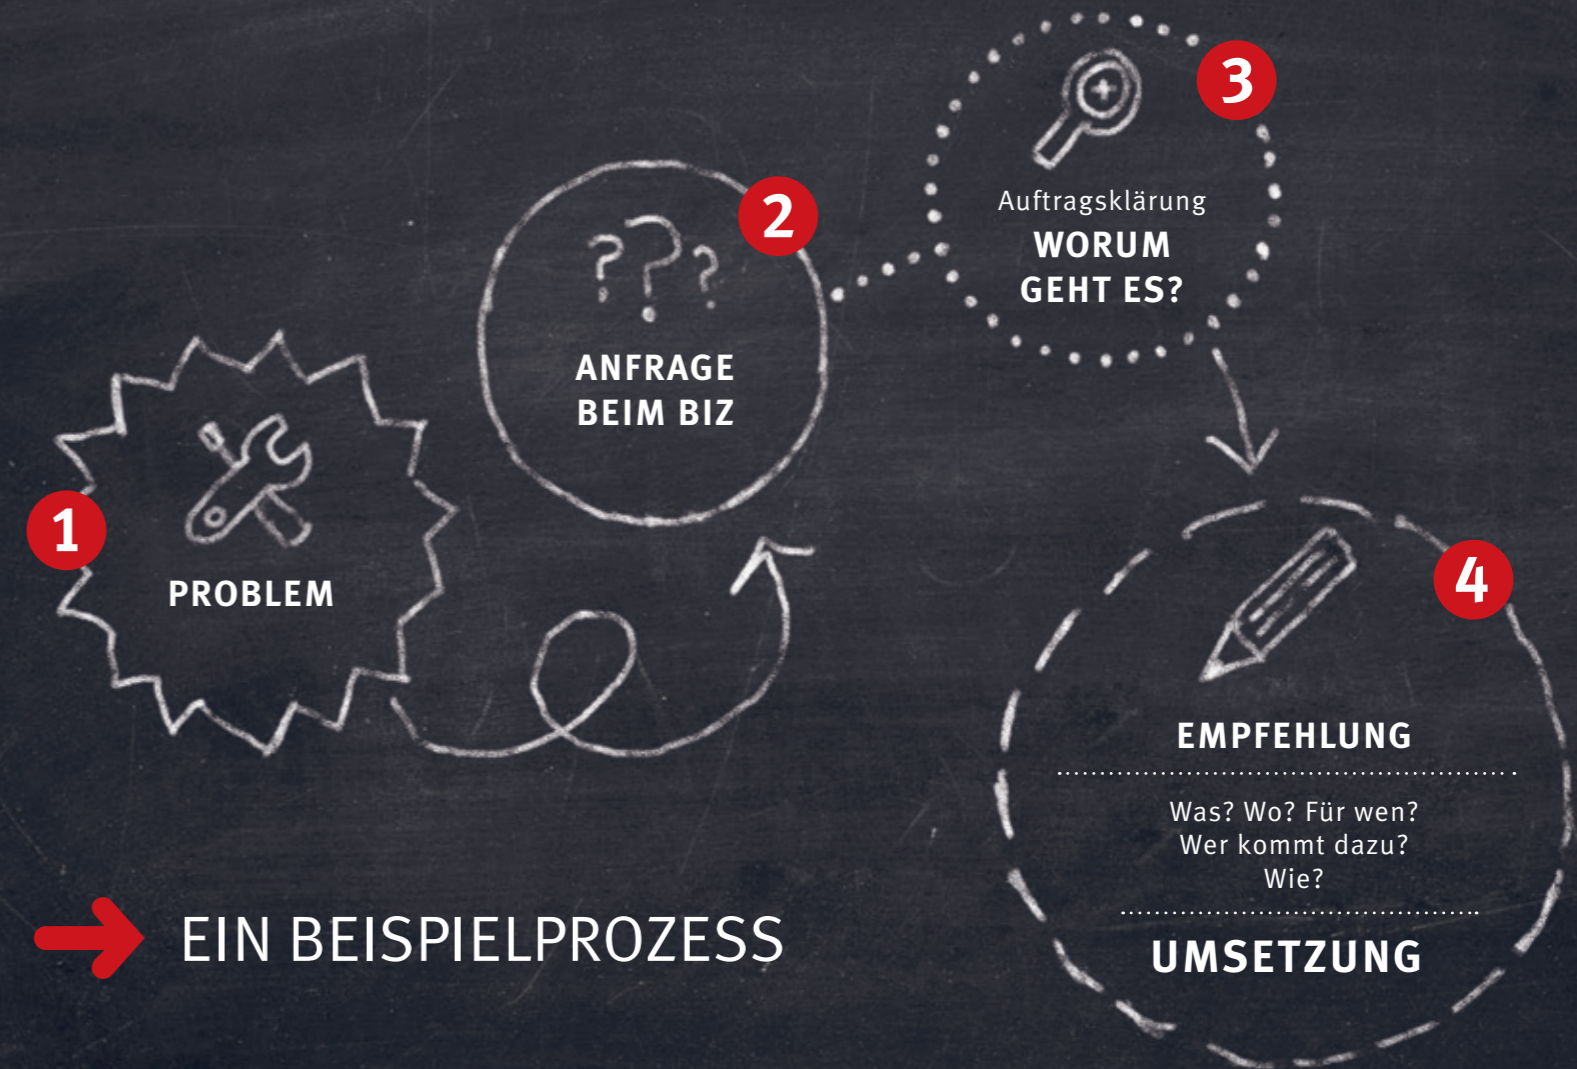 1
PROBLEM
2
???
ANFRAGE
BEIM BIZ
3
Auftragsklärung
WORUM
GEHT ES?
4
EMPFEHLUNG
Was? Wo? Für wen?
Wer kommt dazu?
Wie?
UMSETZUNG
EIN BEISPIELPROZESS